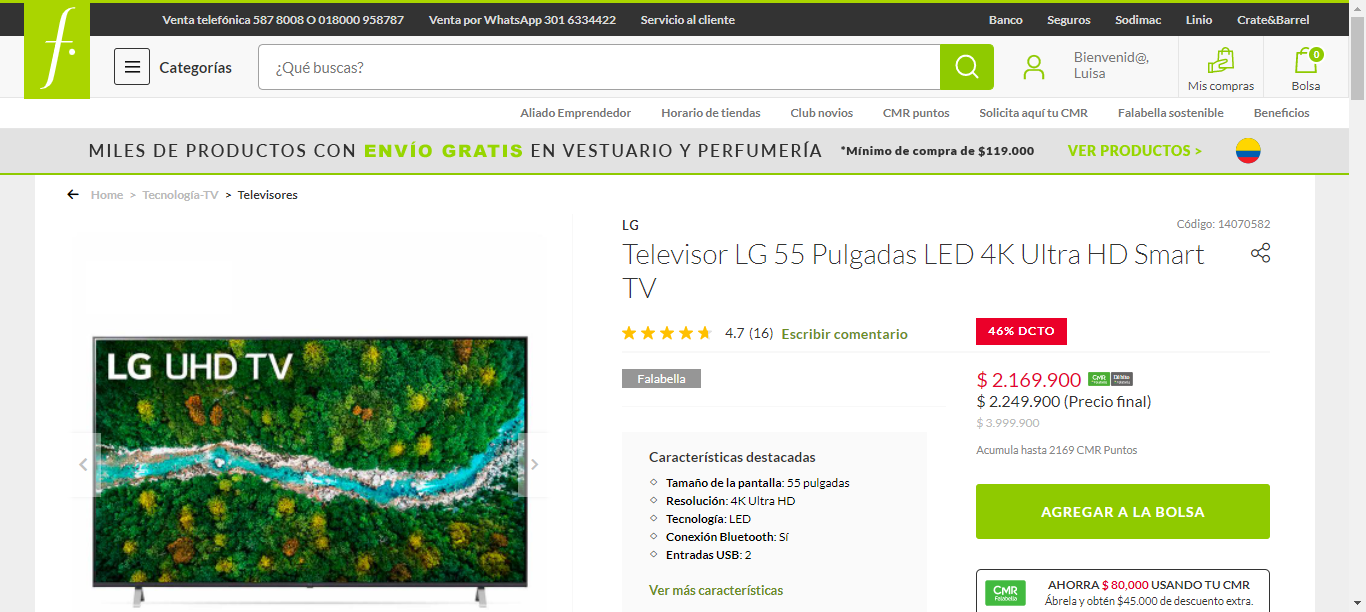 Venta telefónica 587 8008 O 018000 958787 Venta por WhatsApp 301 6334422 Servicio al cliente Banco Seguros Sodimac Linio Crate&Barrel
f.
Categorías ¿Qué buscas? Bienvenid@,
Luisa
Mis compras
0
Bolsa
Aliado Emprendedor Horario de tiendas Club novios CMR puntos Solicita aquí tu CMR Falabella sostenible Beneficios
MILES DE PRODUCTOS CON ENVÍO GRATIS EN VESTUARIO Y PERFUMERÍA *Mínimo de compra de $119.000 VER PRODUCTOS >
Home > Tecnología-TV > Televisores
LG UHD TV
LG
Código: 14070582
Televisor LG 55 Pulgadas LED 4K Ultra HD Smart
TV
4.7 (16) Escribir comentario
Falabella
Características destacadas
Tamaño de la pantalla: 55 pulgadas
Resolución: 4K Ultra HD
Tecnología: LED
Conexión Bluetooth: Sí
Entradas USB: 2
Ver más características
46% DCTO
$ 2.169.900 CMR
$ 2.249.900 (Precio final)
$ 3.999.900
Acumula hasta 2169 CMR Puntos
AGREGAR A LA BOLSA
CMR
Falabella
AHORRA $ 80,000 USANDO TU CMR
Ábrela y obtén $45.000 de descuento extra.